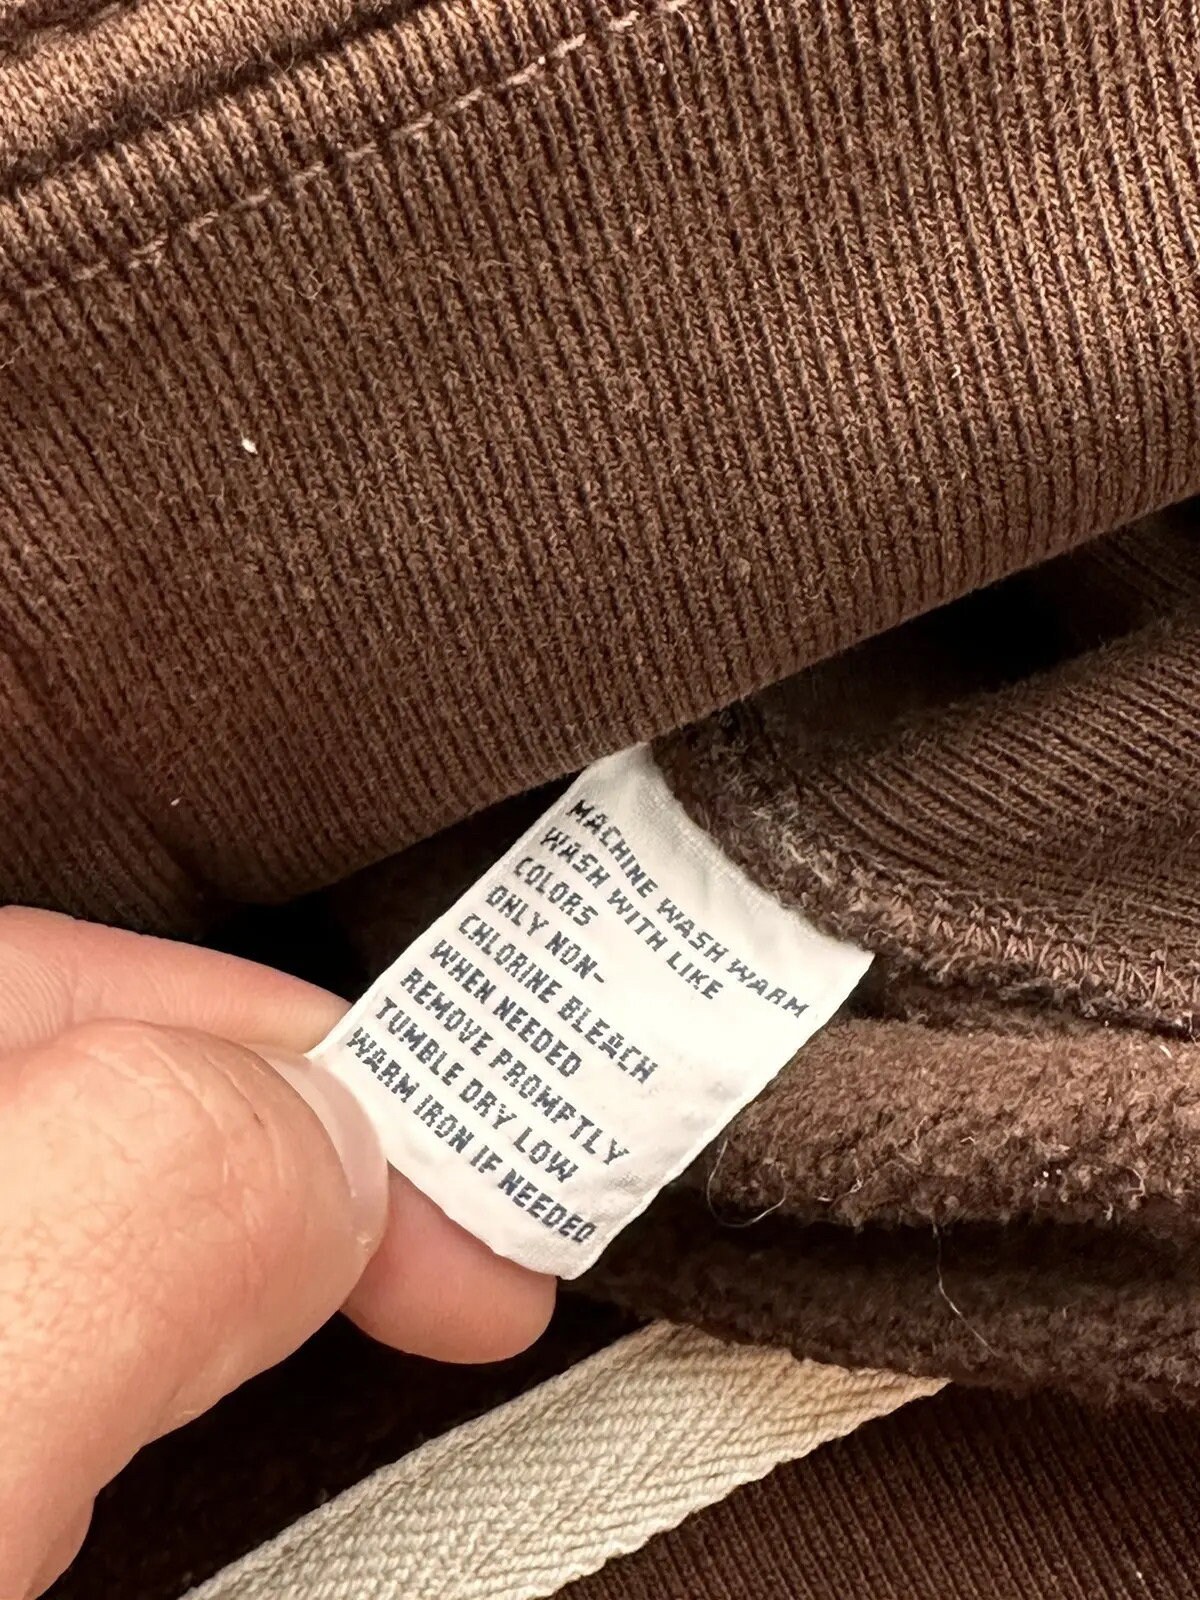 MACHINE WASH WARM
WASH WITH LIKE
COLORS
ONLY NON-
CHLORINE BLEACH
WHEN NEEDED
REMOVE PROMPTLY
TUMBLE DRY LOW
WARM IRON IF NEEDED